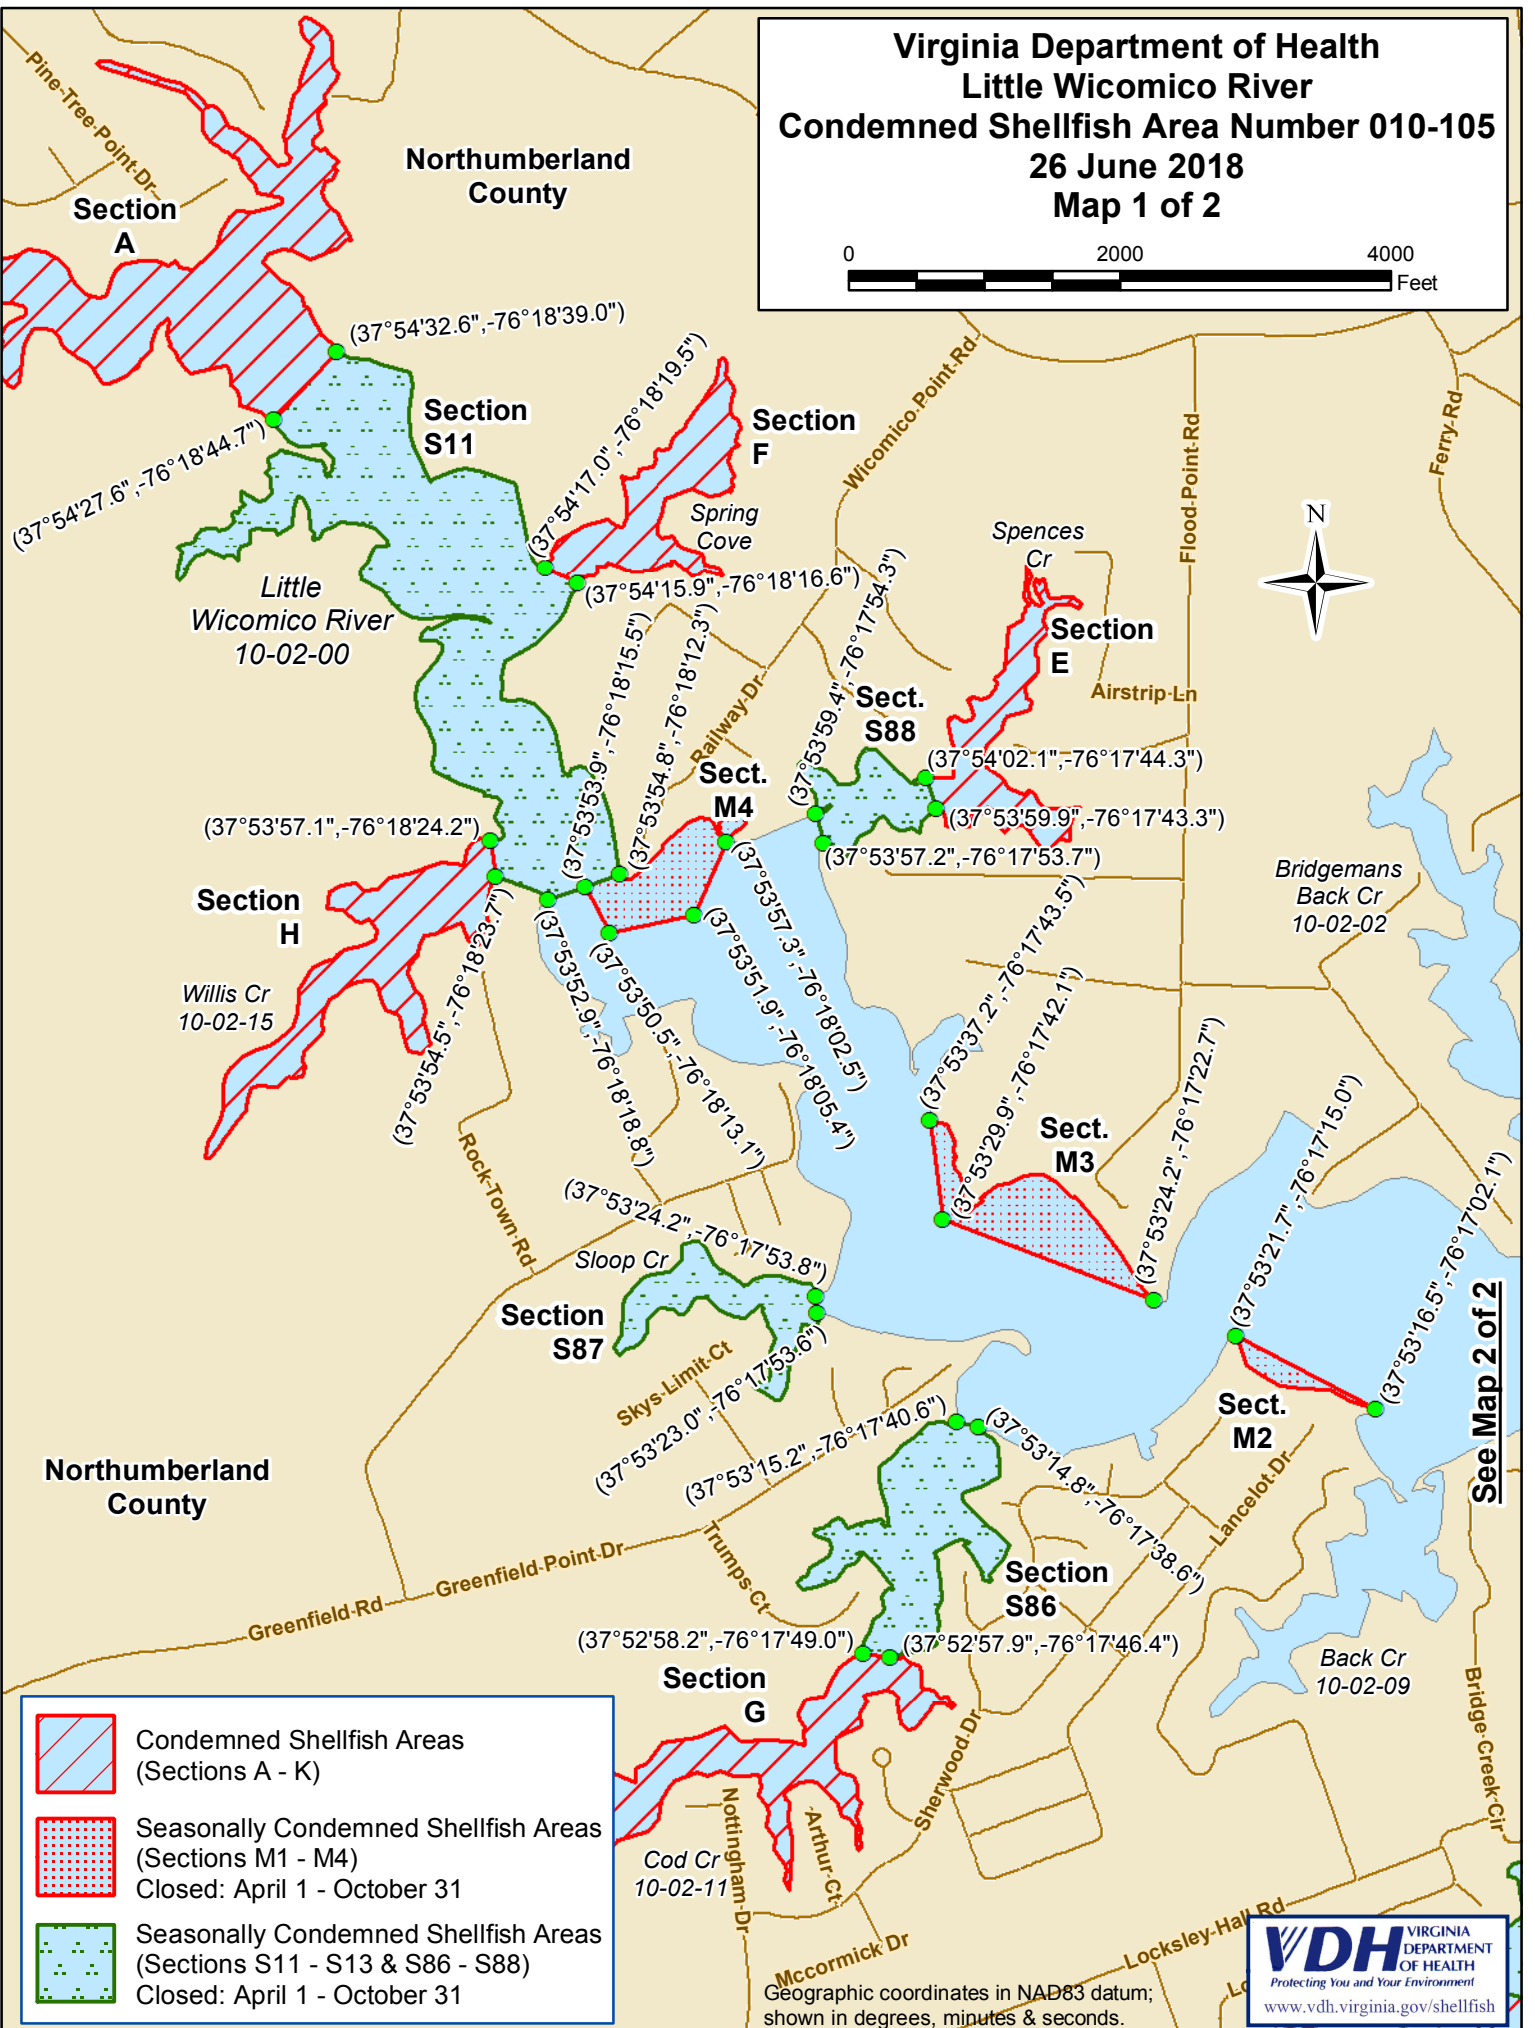 Virginia Department of Health
Little Wicomico River
Condemned Shellfish Area Number 010-105
26 June 2018
Map 1 of 2
0 2000 4000
Feet
Pine Tree Point Dr
Northumberland
County
Section
A
(37°54'32.6",-76°18'39.0")
(37°54'27.6",-76°18'44.7")
Section
S11
(37°54'17.0",-76°18'19.5")
Section
F
Spring
Cove
(37°54'15.9",-76°18'16.6")
Wicomico Point Rd
Flood Point Rd
Ferry Rd
N
Spences
Cr
Section
E
Airstrip Ln
Little
Wicomico River
10-02-00
(37°53'53.9",-76°18'15.5")
(37°53'54.8",-76°18'12.3")
Railway Dr
(37°53'59.4",-76°17'54.3")
Sect.
S88
(37°54'02.1",-76°17'44.3")
(37°53'59.9",-76°17'43.3")
(37°53'57.2",-76°17'53.7")
Sect.
M4
(37°53'57.1",-76°18'24.2")
Section
H
Willis Cr
10-02-15
(37°53'54.5",-76°18'23.7")
(37°53'52.9",-76°18'18.8")
(37°53'50.5",-76°18'13.1")
(37°53'51.9",-76°18'05.4")
(37°53'57.3",-76°18'02.5")
Bridgemans
Back Cr
10-02-02
(37°53'37.2",-76°17'43.5")
(37°53'29.9",-76°17'42.1")
Sect.
M3
(37°53'24.2",-76°17'22.7")
(37°53'21.7",-76°17'15.0")
(37°53'16.5",-76°17'02.1")
See Map 2 of 2
Rock Town Rd
(37°53'24.2",-76°17'53.8")
Sloop Cr
Section
S87
Skys Limit Ct
(37°53'23.0",-76°17'53.6")
(37°53'15.2",-76°17'40.6")
(37°53'14.8",-76°17'38.6")
Sect.
M2
Lancelot Dr
Northumberland
County
Greenfield Rd
Greenfield Point Dr
Trumps Ct
Section
S86
(37°52'58.2",-76°17'49.0")
(37°52'57.9",-76°17'46.4")
Section
G
Back Cr
10-02-09
Bridge Creek Cir
Sherwood Dr
Nottingham Dr
Arthur Ct
Cod Cr
10-02-11
Mccormick Dr
Locksley Hall Rd
Lo
Condemned Shellfish Areas
(Sections A - K)
Seasonally Condemned Shellfish Areas
(Sections M1 - M4)
Closed: April 1 - October 31
Seasonally Condemned Shellfish Areas
(Sections S11 - S13 & S86 - S88)
Closed: April 1 - October 31
Geographic coordinates in NAD83 datum;
shown in degrees, minutes & seconds.
VDH VIRGINIA
DEPARTMENT
OF HEALTH
Protecting You and Your Environment
www.vdh.virginia.gov/shellfish